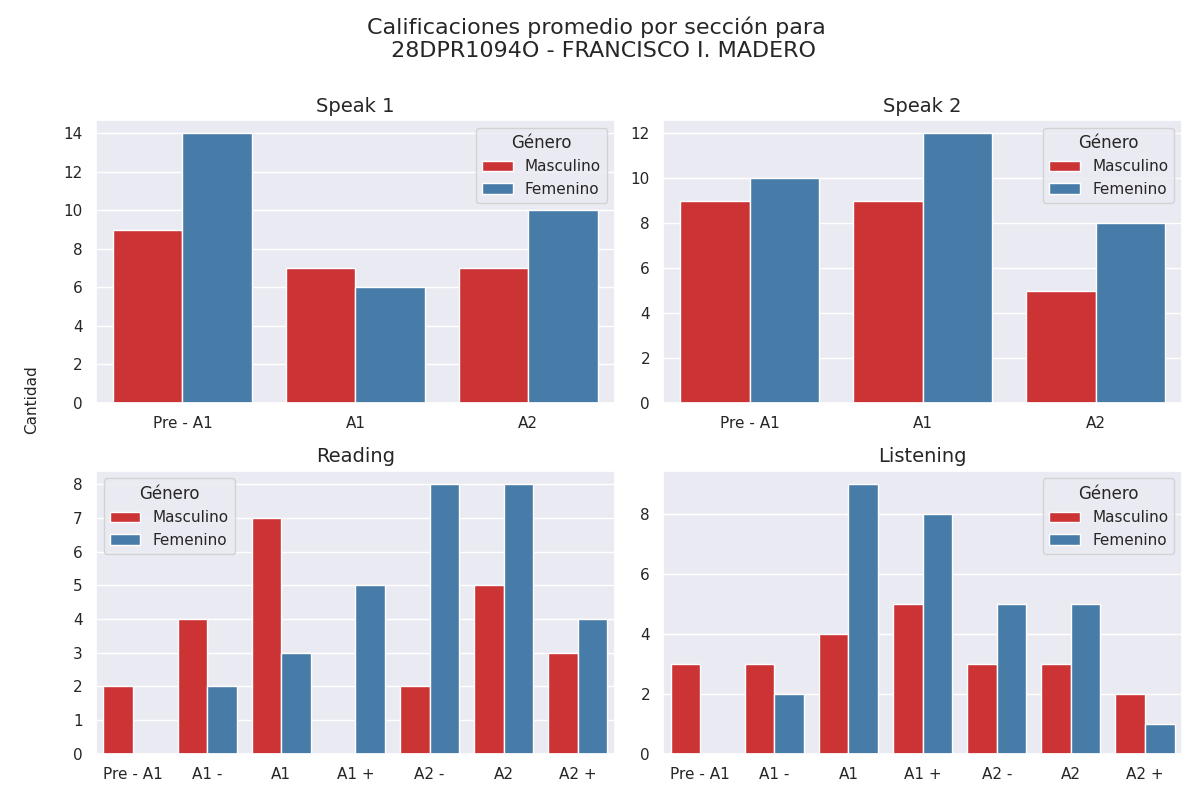 Calificaciones promedio por sección para
28DPR1094O - FRANCISCO I. MADERO
Cantidad
Speak 1
14
12
10
8
6
4
2
0
Género
Masculino
Femenino
Pre - A1
A1
A2
Speak 2
12
10
8
6
4
2
0
Género
Masculino
Femenino
Pre - A1
A1
A2
Reading
8
7
6
5
4
3
2
1
0
Género
Masculino
Femenino
Pre - A1
A1 -
A1
A1 +
A2 -
A2
A2 +
Listening
8
6
4
2
0
Género
Masculino
Femenino
Pre - A1
A1 -
A1
A1 +
A2 -
A2
A2 +